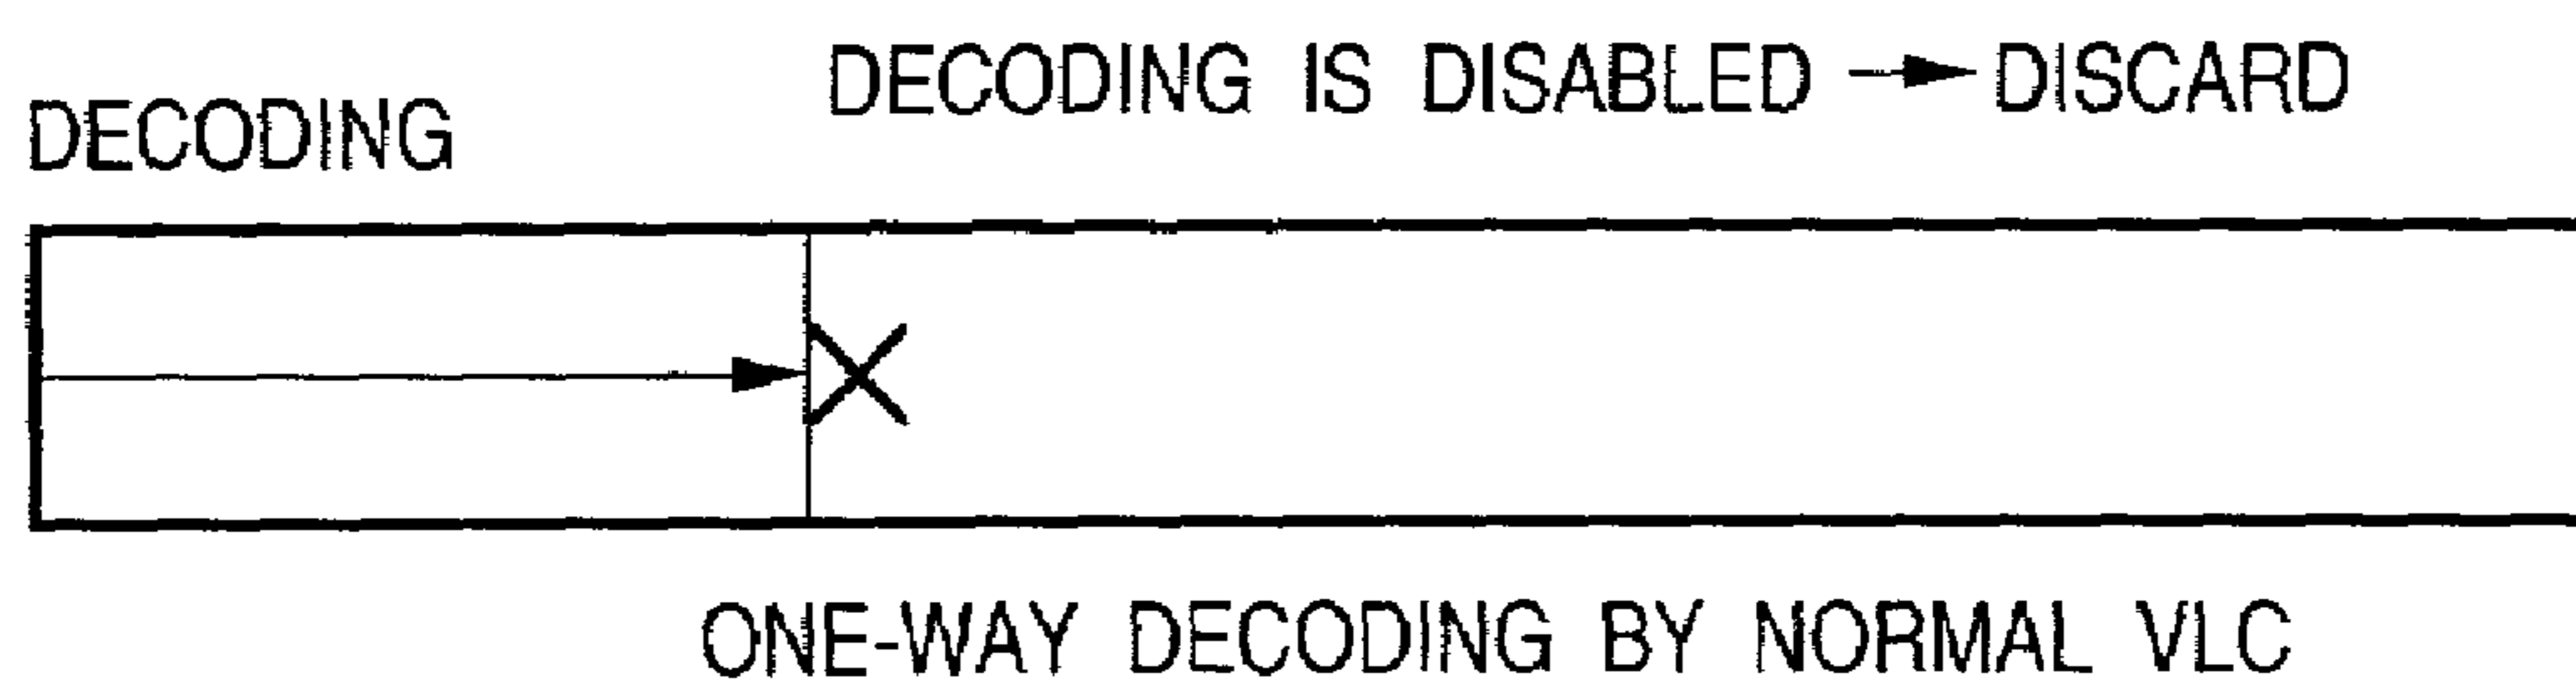 DECODING IS DISABLED → DISCARD
DECODING
ONE-WAY DECODING BY NORMAL VLC